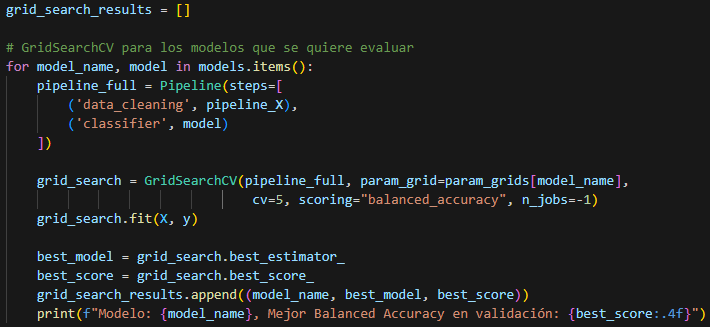 grid_search_results = []
# GridSearchCV para los modelos que se quiere evaluar
for model_name, model in models.items():
    pipeline_full = Pipeline(steps=[
        ('data_cleaning', pipeline_X),
        ('classifier', model)
    ])
    grid_search = GridSearchCV(pipeline_full, param_grid=param_grids[model_name],
                               cv=5, scoring="balanced_accuracy", n_jobs=-1)
    grid_search.fit(X, y)
    best_model = grid_search.best_estimator_
    best_score = grid_search.best_score_
    grid_search_results.append((model_name, best_model, best_score))
    print(f"Modelo: {model_name}, Mejor Balanced Accuracy en validación: {best_score:.4f}")